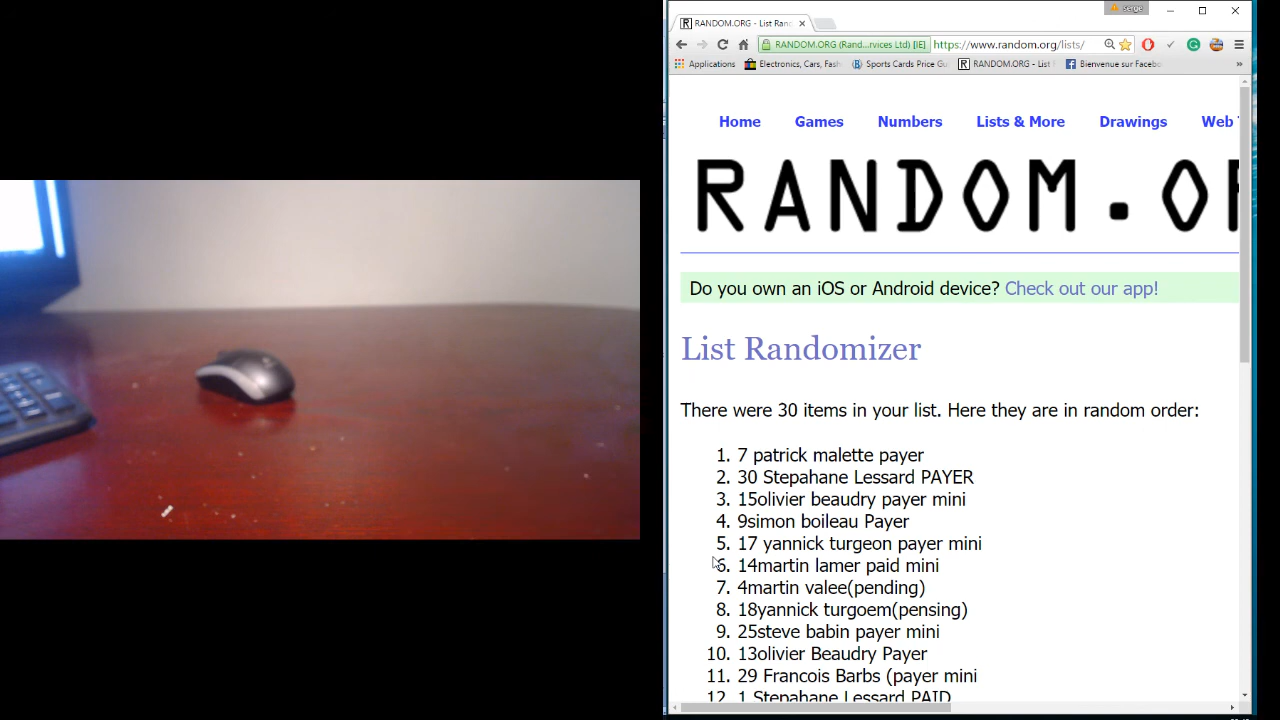 serge
RANDOM.ORG - List Ran
RANDOM.ORG (Rand...rvices Ltd) [IE] https://www.random.org/lists/
Applications Electronics, Cars, Fash Sports Cards Price Gu RANDOM.ORG - List Bienvenue sur Facebo »
Home Games Numbers Lists & More Drawings Web
RANDOM.OR
Do you own an iOS or Android device? Check out our app!
List Randomizer
There were 30 items in your list. Here they are in random order:
1. 7 patrick malette payer
2. 30 Stepahane Lessard PAYER
3. 15olivier beaudry payer mini
4. 9simon boileau Payer
5. 17 yannick turgeon payer mini
6. 14martin lamer paid mini
7. 4martin valee(pending)
8. 18yannick turgoem(pensing)
9. 25steve babin payer mini
10. 13olivier Beaudry Payer
11. 29 Francois Barbs (payer mini
12. 1 Stepahane Lessard PAID